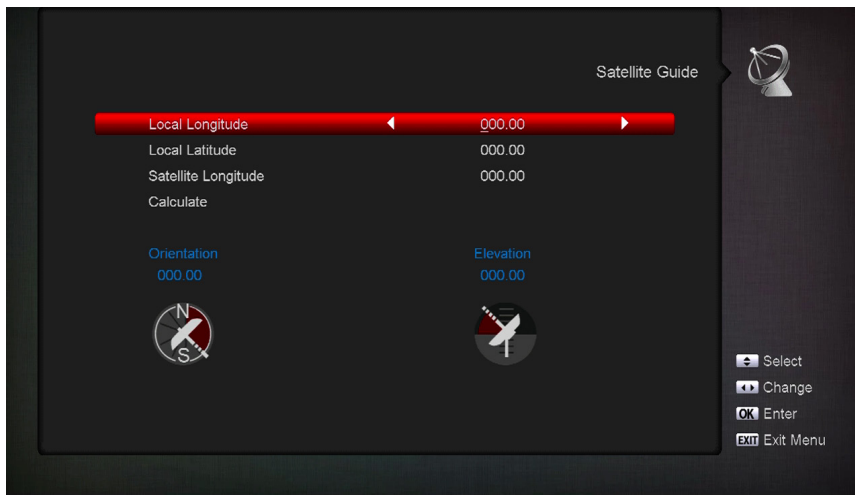 Satellite Guide
Local Longitude 000.00
Local Latitude 000.00
Satellite Longitude 000.00
Calculate
Orientation Elevation
000.00 000.00
N
S
Select
Change
OK Enter
EXIT Exit Menu